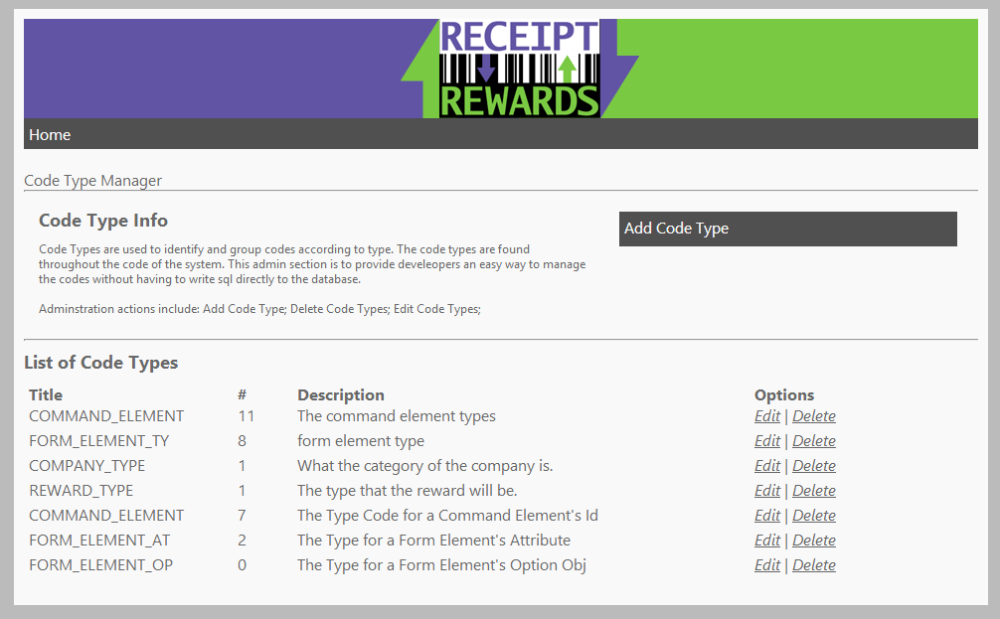 RECEIPT
REWARDS
Home
Code Type Manager
Code Type Info
Add Code Type
Code Types are used to identify and group codes according to type. The code types are found
throughout the code of the system. This admin section is to provide develeopers an easy way to manage
the codes without having to write sql directly to the database.
Adminstration actions include: Add Code Type; Delete Code Types; Edit Code Types;
List of Code Types
Title # Description Options
COMMAND_ELEMENT 11 The command element types Edit | Delete
FORM_ELEMENT_TY 8 form element type Edit | Delete
COMPANY_TYPE 1 What the category of the company is. Edit | Delete
REWARD_TYPE 1 The type that the reward will be. Edit | Delete
COMMAND_ELEMENT 7 The Type Code for a Command Element's Id Edit | Delete
FORM_ELEMENT_AT 2 The Type for a Form Element's Attribute Edit | Delete
FORM_ELEMENT_OP 0 The Type for a Form Element's Option Obj Edit | Delete